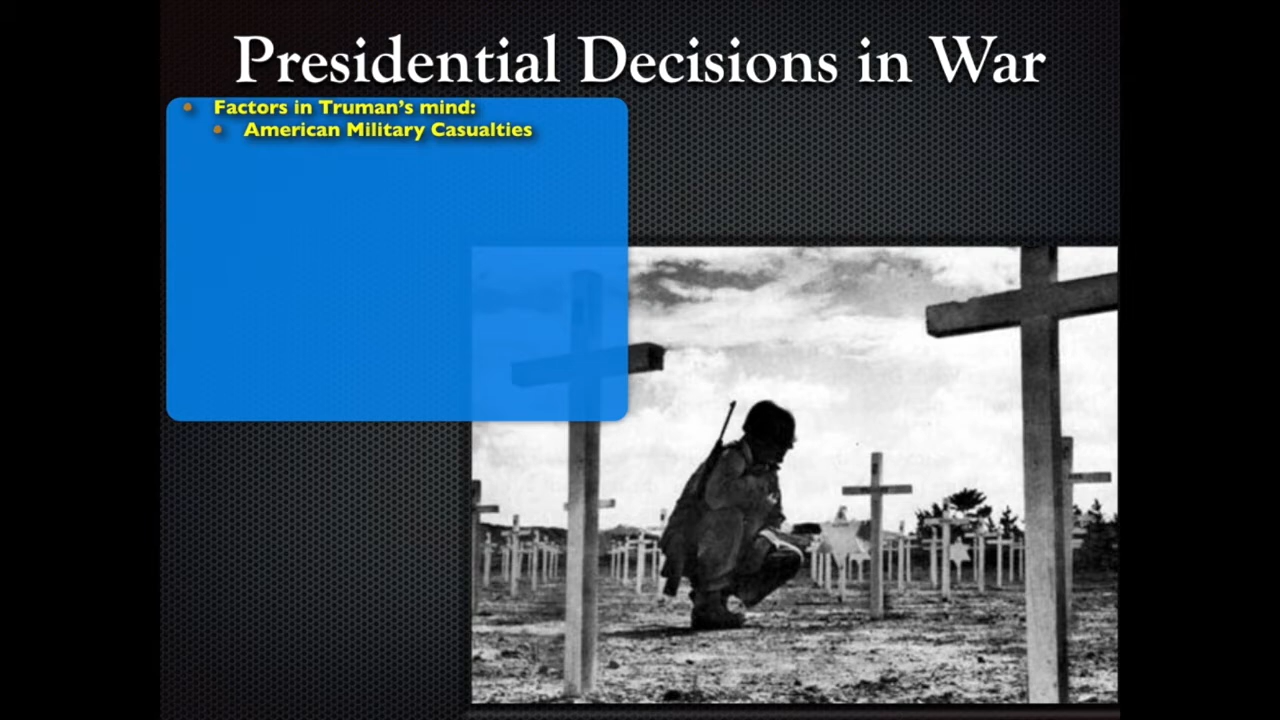 Presidential Decisions in War
Factors in Truman’s mind:
American Military Casualties